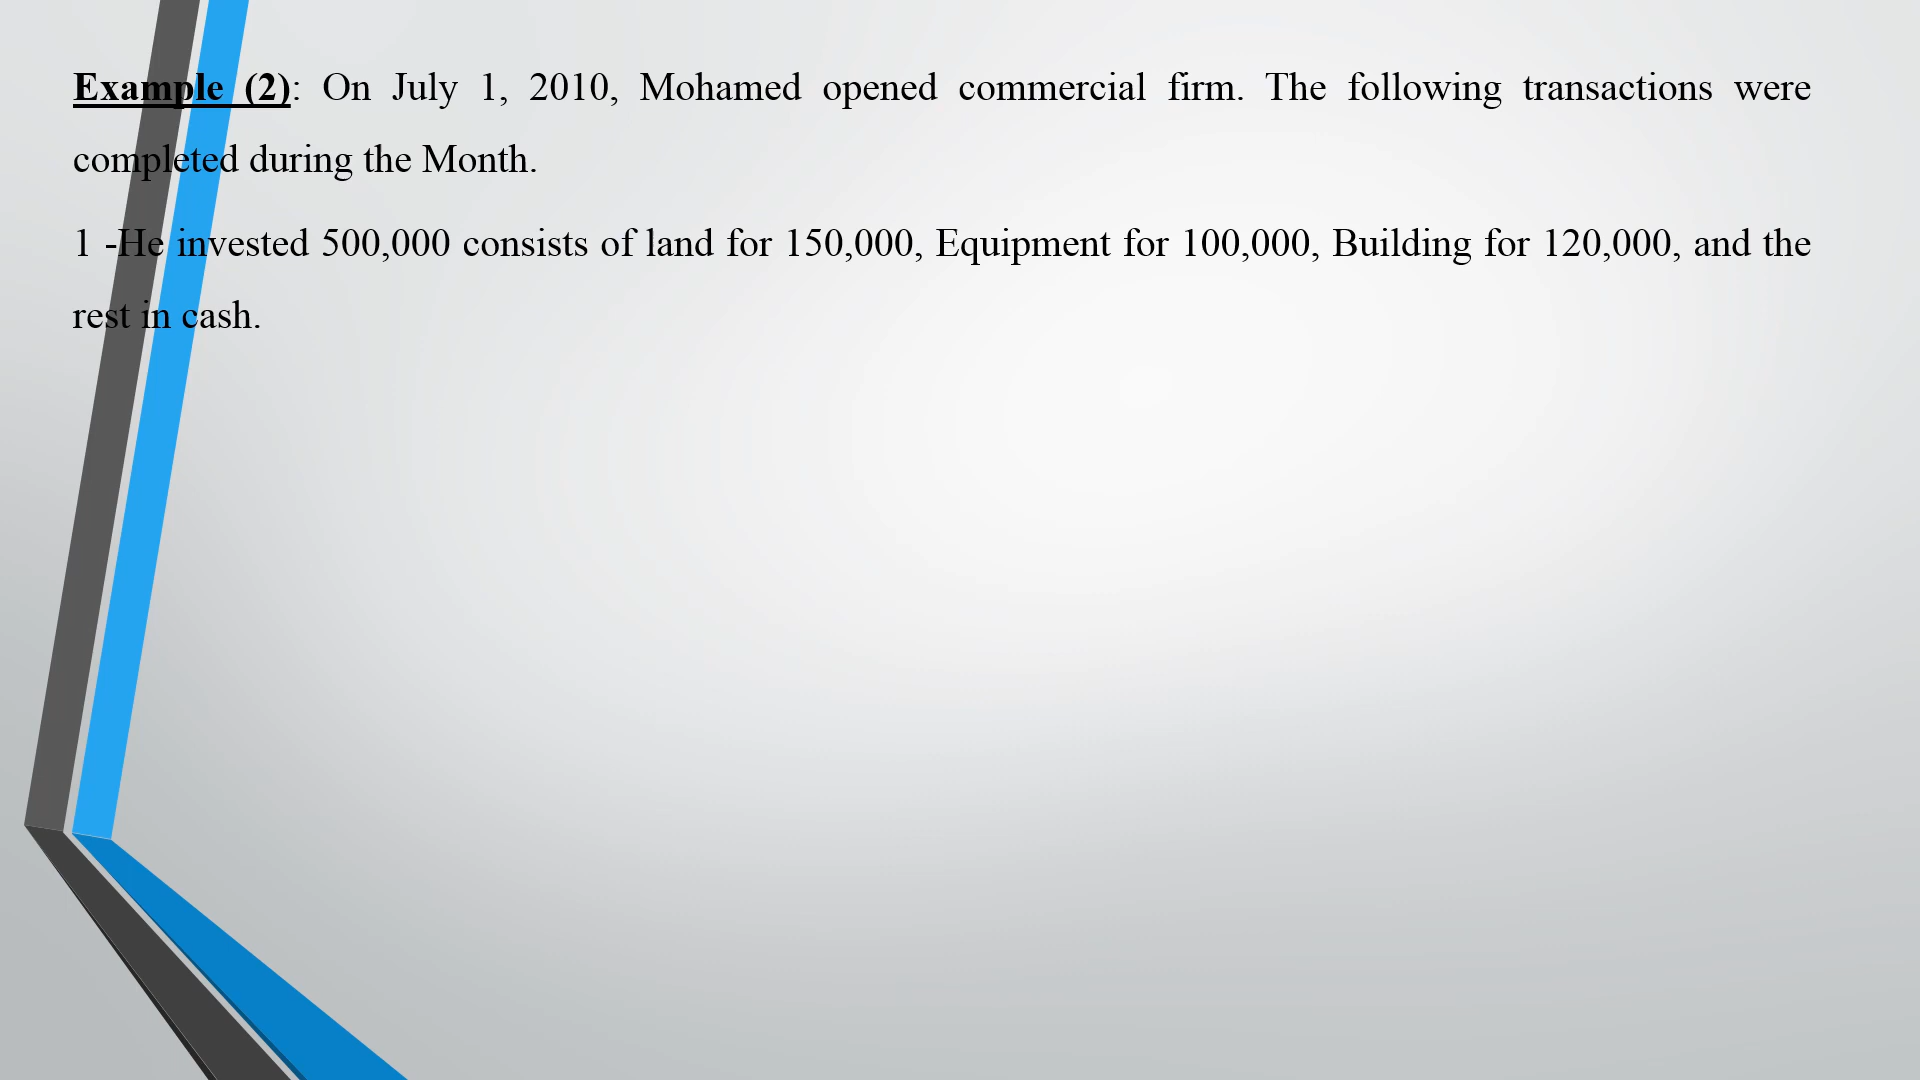 Example (2): On July 1, 2010, Mohamed opened commercial firm. The following transactions were
completed during the Month.
1 -He invested 500,000 consists of land for 150,000, Equipment for 100,000, Building for 120,000, and the
rest in cash.